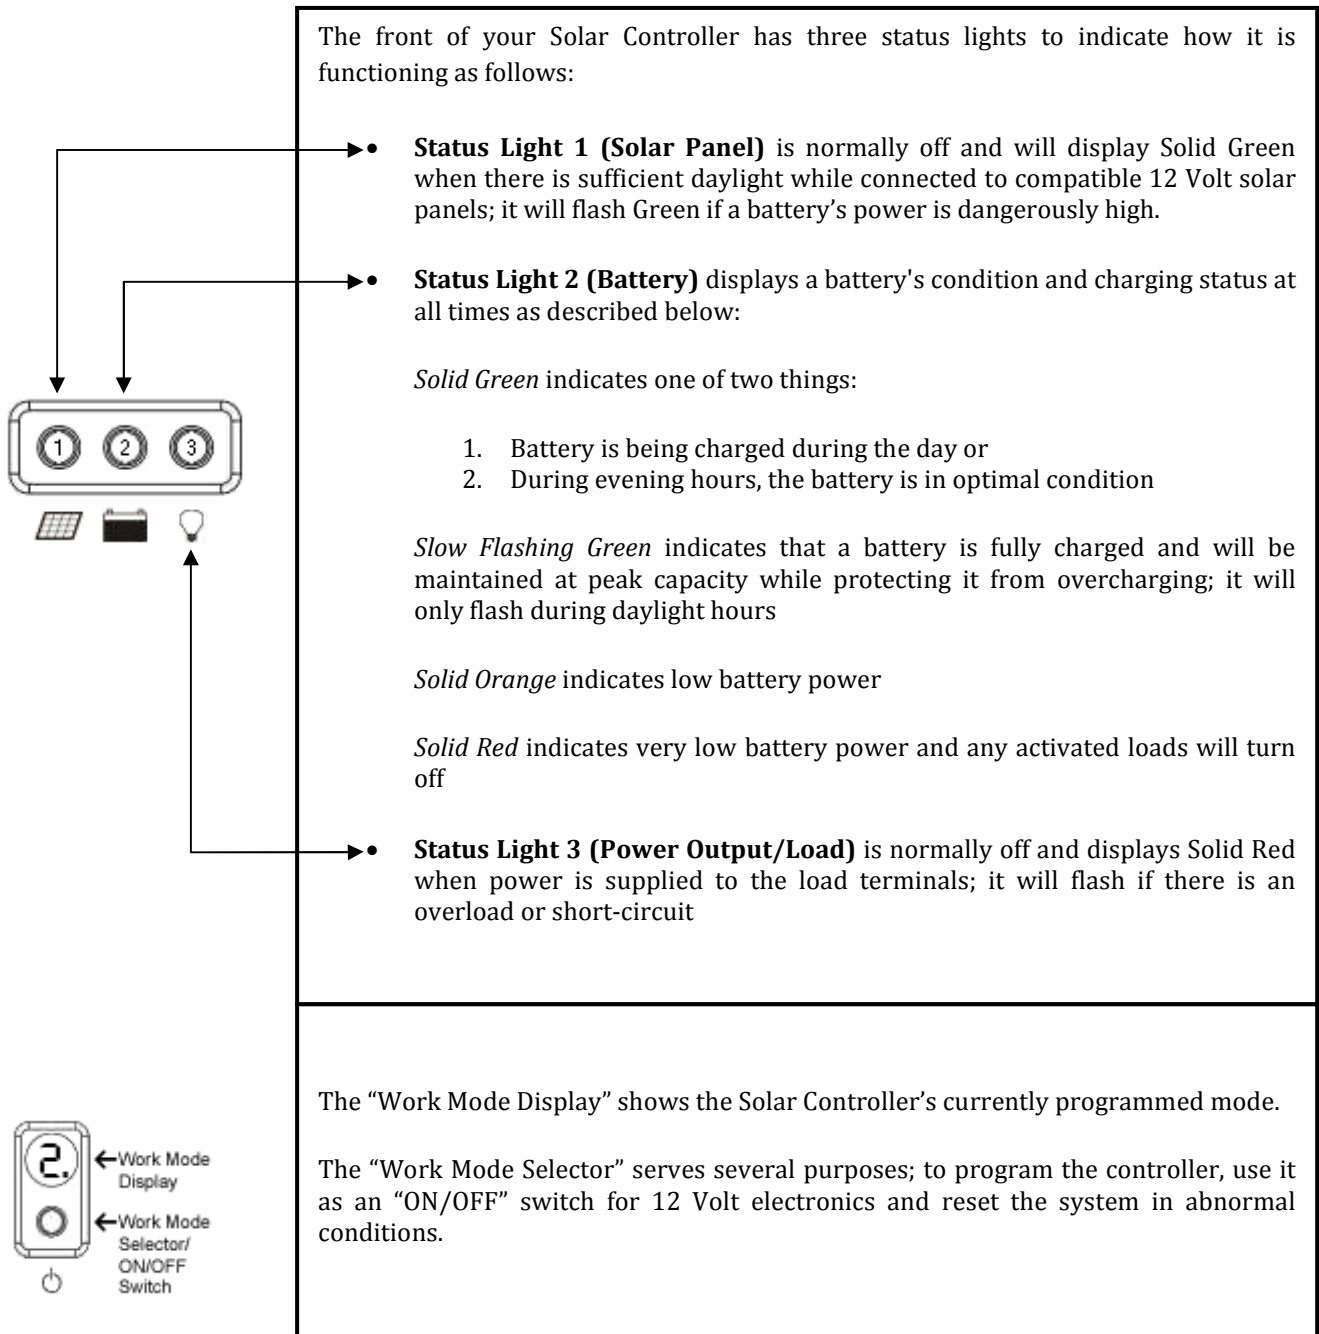 The front of your Solar Controller has three status lights to indicate how it is
functioning as follows:
• Status Light 1 (Solar Panel) is normally off and will display Solid Green
when there is sufficient daylight while connected to compatible 12 Volt solar
panels; it will flash Green if a battery’s power is dangerously high.
• Status Light 2 (Battery) displays a battery's condition and charging status at
all times as described below:
Solid Green indicates one of two things:
1. Battery is being charged during the day or
2. During evening hours, the battery is in optimal condition
1 2 3
Slow Flashing Green indicates that a battery is fully charged and will be
maintained at peak capacity while protecting it from overcharging; it will
only flash during daylight hours
Solid Orange indicates low battery power
Solid Red indicates very low battery power and any activated loads will turn
off
• Status Light 3 (Power Output/Load) is normally off and displays Solid Red
when power is supplied to the load terminals; it will flash if there is an
overload or short-circuit
The “Work Mode Display” shows the Solar Controller’s currently programmed mode.
The “Work Mode Selector” serves several purposes; to program the controller, use it
as an “ON/OFF” switch for 12 Volt electronics and reset the system in abnormal
conditions.
2.
Work Mode
Display
Work Mode
Selector/
ON/OFF
Switch